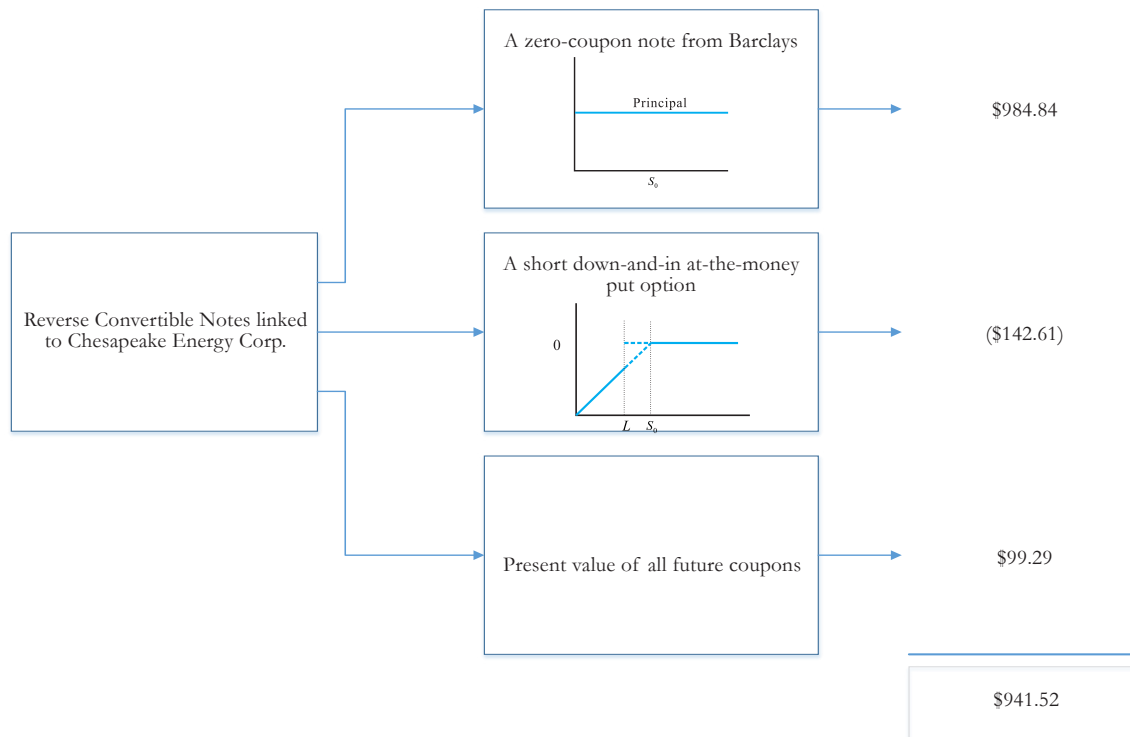 A zero-coupon note from Barclays
Principal
S₀
$984.84
Reverse Convertible Notes linked
to Chesapeake Energy Corp.
A short down-and-in at-the-money
put option
0
L S₀
($142.61)
Present value of all future coupons
$99.29
$941.52